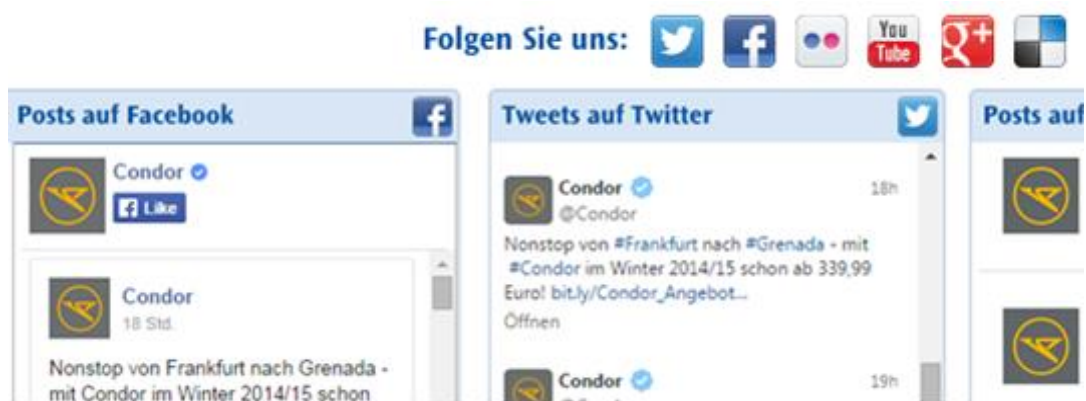 Folgen Sie uns:
You
Tube
Posts auf Facebook
Condor
Like
Condor
18 Std.
Nonstop von Frankfurt nach Grenada -
mit Condor im Winter 2014/15 schon
Tweets auf Twitter
Condor
18h
@Condor
Nonstop von #Frankfurt nach #Grenada - mit
#Condor im Winter 2014/15 schon ab 339,99
Euro! bit.ly/Condor_Angebot...
Öffnen
Condor
19h
Posts auf